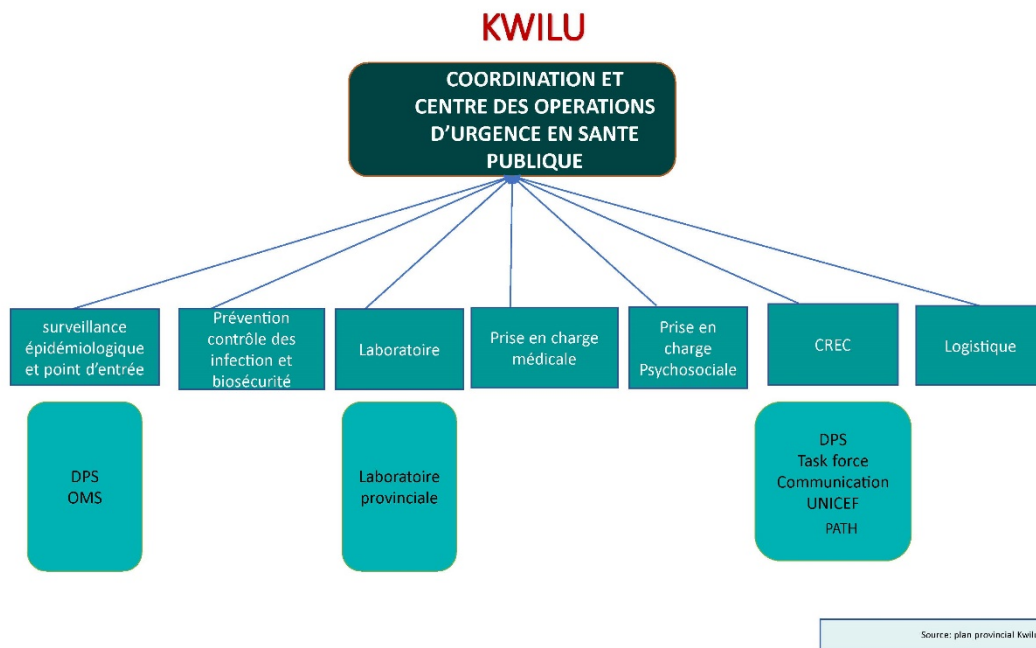 KWILU
COORDINATION ET
CENTRE DES OPERATIONS
D'URGENCE EN SANTE
PUBLIQUE
surveillance
épidémiologique
et point d'entrée
Prévention
contrôle des
infection et
biosécurité
Laboratoire
Prise en charge
médicale
Prise en
charge
Psychosociale
CREC
Logistique
DPS
OMS
Laboratoire
provinciale
DPS
Task force
Communication
UNICEF
PATH
Source: plan provincial Kwilu